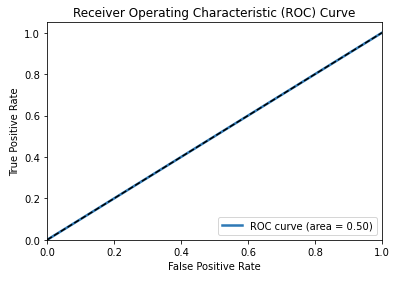 Receiver Operating Characteristic (ROC) Curve
True Positive Rate
1.0
0.8
0.6
0.4
0.2
0.0
ROC curve (area = 0.50)
0.0 0.2 0.4 0.6 0.8 1.0
False Positive Rate